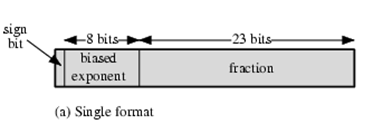 sign
bit
8 bits
23 bits
biased
exponent
fraction
(a) Single format